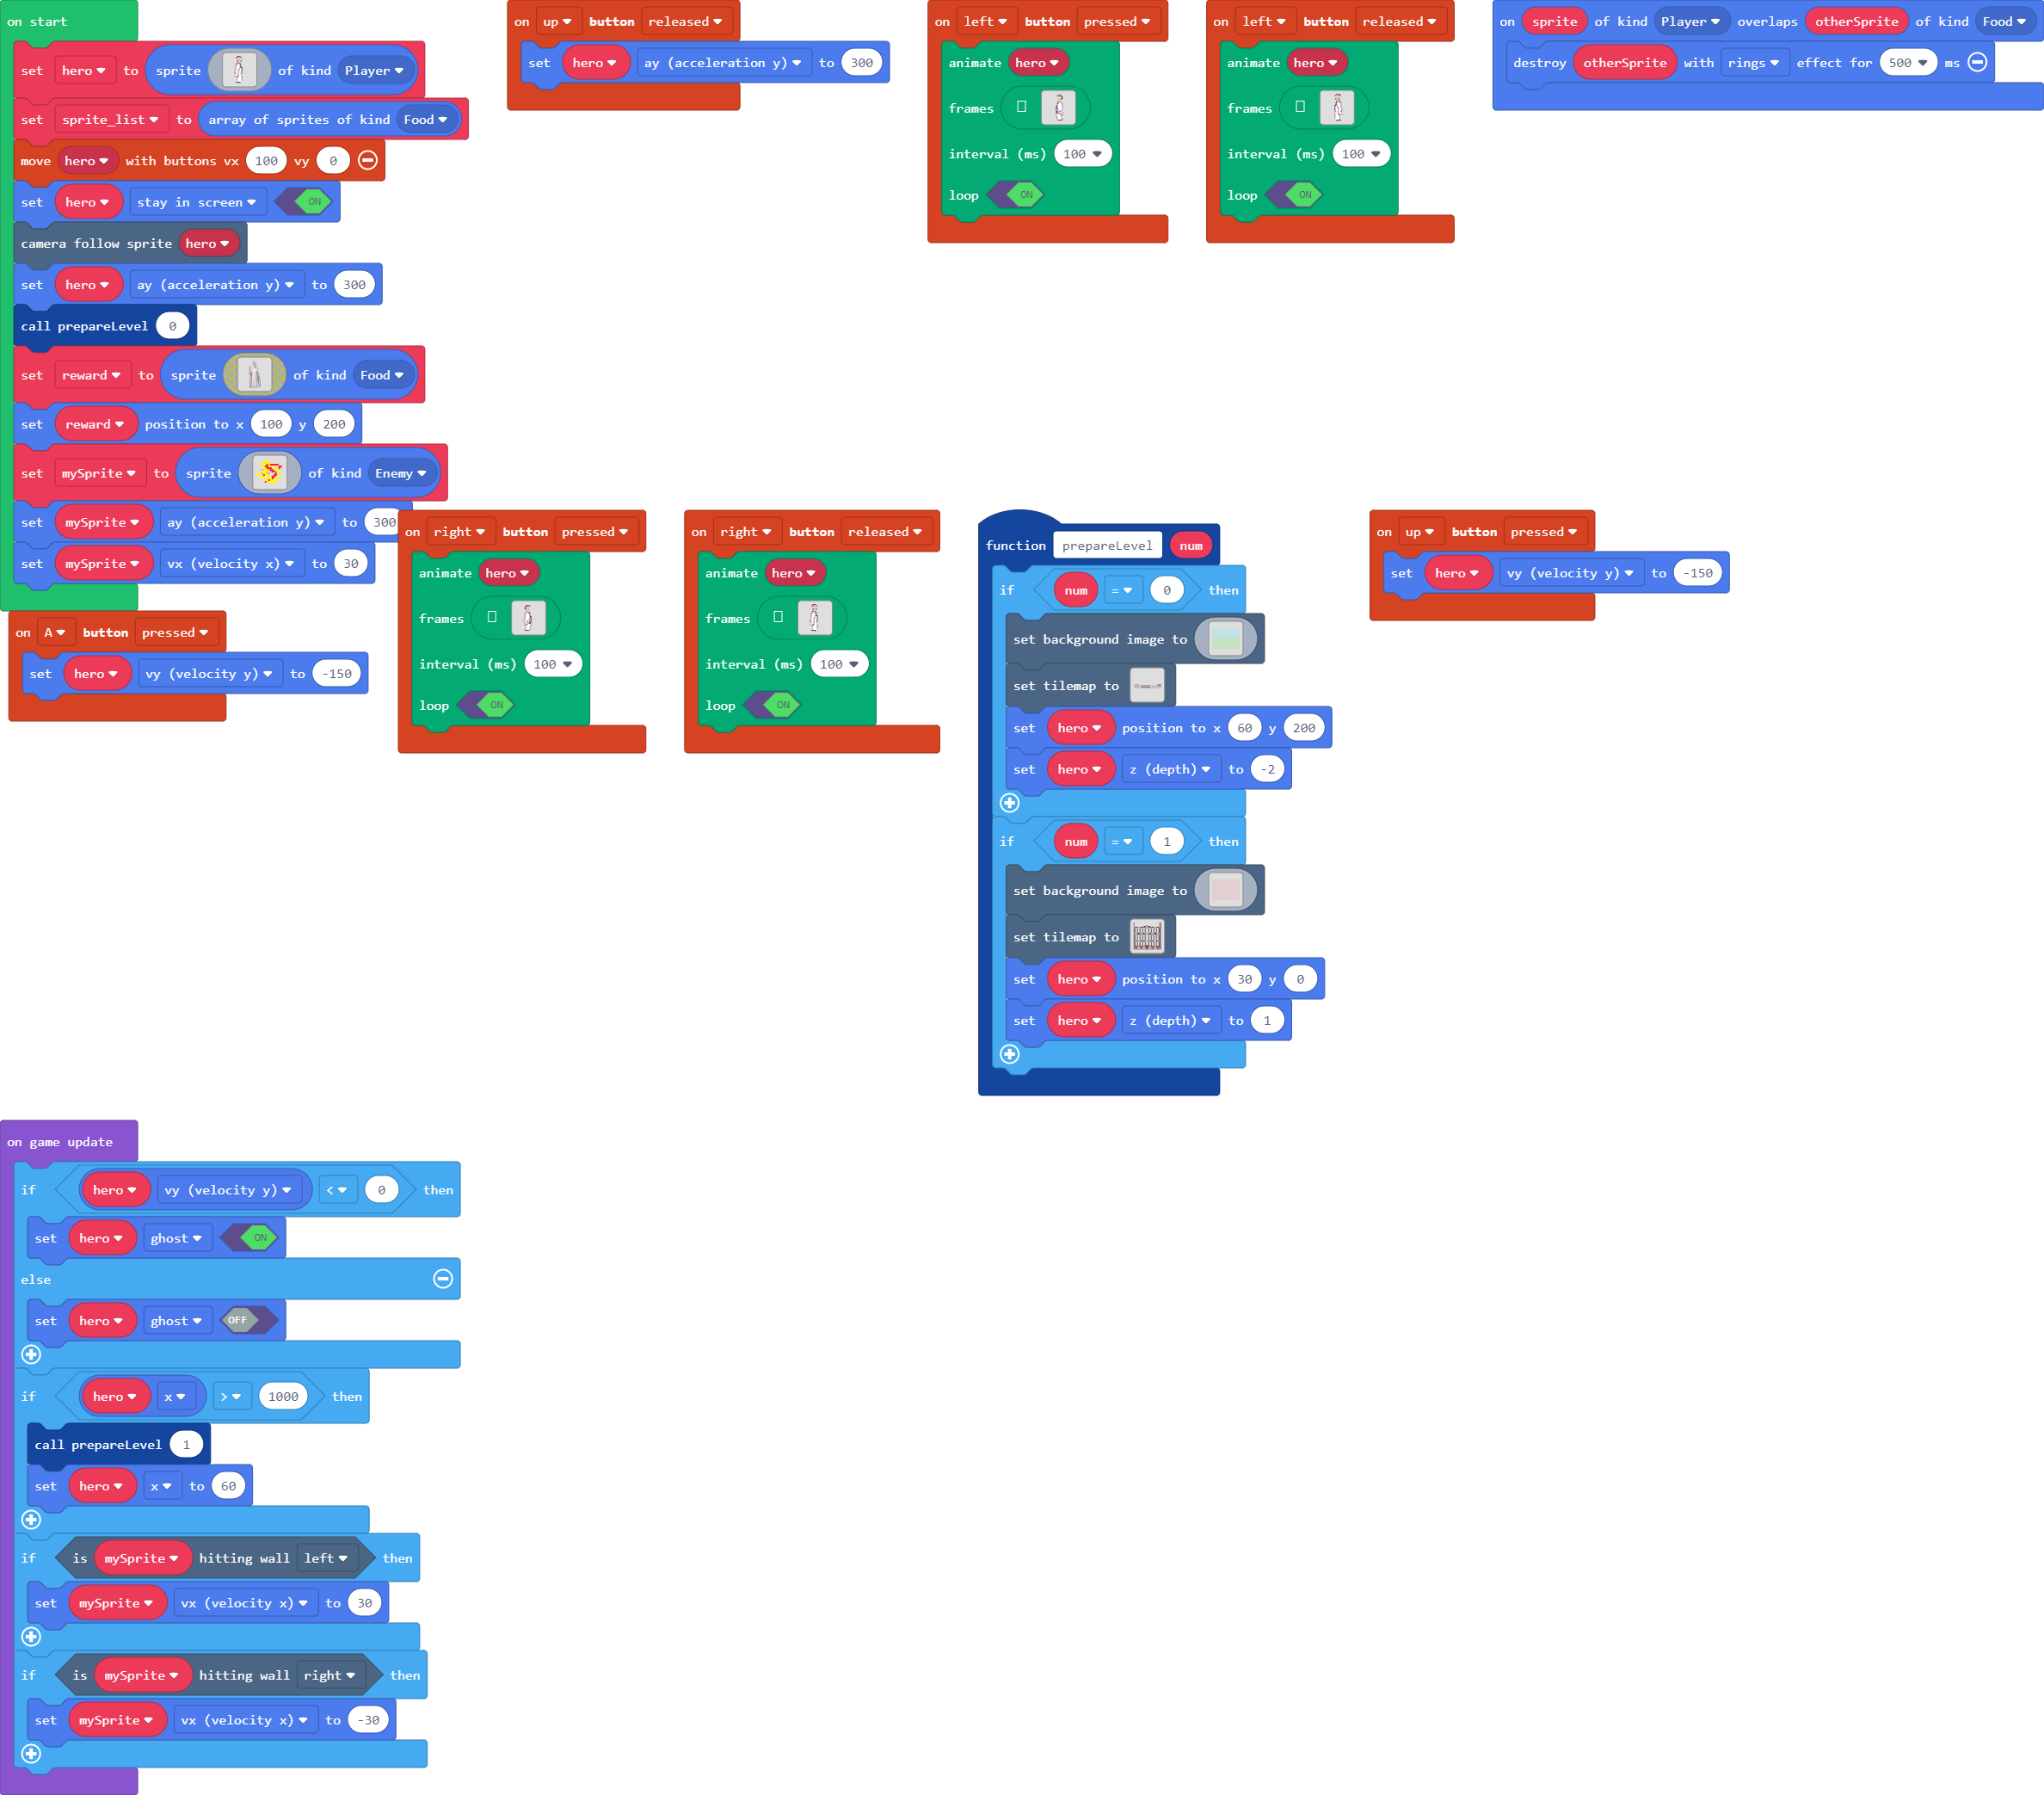 on start
set hero to sprite of kind Player
set sprite_list to array of sprites of kind Food
move hero with buttons vx 100 vy 0
set hero stay in screen ON
camera follow sprite hero
set hero ay (acceleration y) to 300
call prepareLevel 0
set reward to sprite of kind Food
set reward position to x 100 y 200
set mySprite to sprite of kind Enemy
set mySprite ay (acceleration y) to 300
set mySprite vx (velocity x) to 30
on A button pressed
set hero vy (velocity y) to -150
on up button released
set hero ay (acceleration y) to 300
on left button pressed
animate hero
frames
interval (ms) 100
loop ON
on left button released
animate hero
frames
interval (ms) 100
loop ON
on sprite of kind Player overlaps otherSprite of kind Food
destroy otherSprite with rings effect for 500 ms
on right button pressed
animate hero
frames
interval (ms) 100
loop ON
on right button released
animate hero
frames
interval (ms) 100
loop ON
function prepareLevel num
if num = 0 then
set background image to
set tilemap to
set hero position to x 60 y 200
set hero z (depth) to -2
if num = 1 then
set background image to
set tilemap to
set hero position to x 30 y 0
set hero z (depth) to 1
on up button pressed
set hero vy (velocity y) to -150
on game update
if hero vy (velocity y) < 0 then
set hero ghost ON
else
set hero ghost OFF
if hero x > 1000 then
call prepareLevel 1
set hero x to 60
if is mySprite hitting wall left then
set mySprite vx (velocity x) to 30
if is mySprite hitting wall right then
set mySprite vx (velocity x) to -30